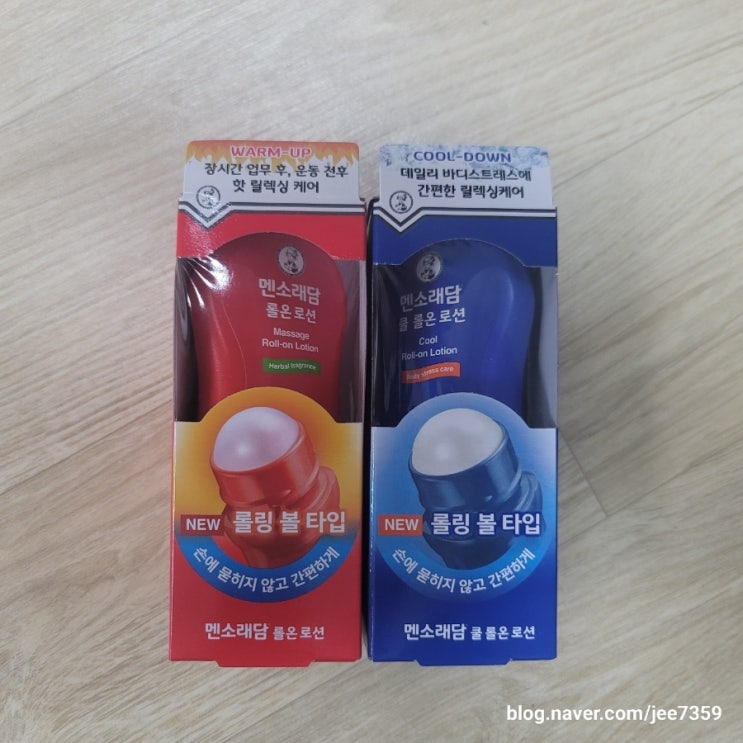 WARM-UP
장시간 업무 후, 운동 전후
핫 릴렉싱 케어
멘소래담
롤온 로션
Massage
Roll-on Lotion
Herbal fragrance
NEW 롤링 볼 타입
손에 묻히지 않고 간편하게
멘소래담 롤온 로션
COOL-DOWN
데일리 바디스트레스에
간편한 릴렉싱케어
멘소래담
쿨 롤온 로션
Cool
Roll-on Lotion
Body stress care
NEW 롤링 볼 타입
손에 묻히지 않고 간편하게
멘소래담 쿨 롤온 로션
blog.naver.com/jee7359